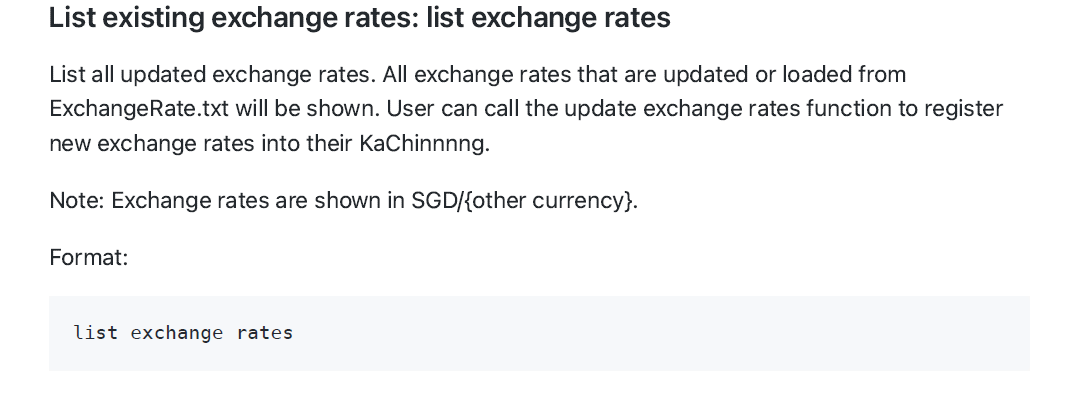 List existing exchange rates: list exchange rates
List all updated exchange rates. All exchange rates that are updated or loaded from
ExchangeRate.txt will be shown. User can call the update exchange rates function to register
new exchange rates into their KaChinnnng.
Note: Exchange rates are shown in SGD/{other currency}.
Format:
list exchange rates